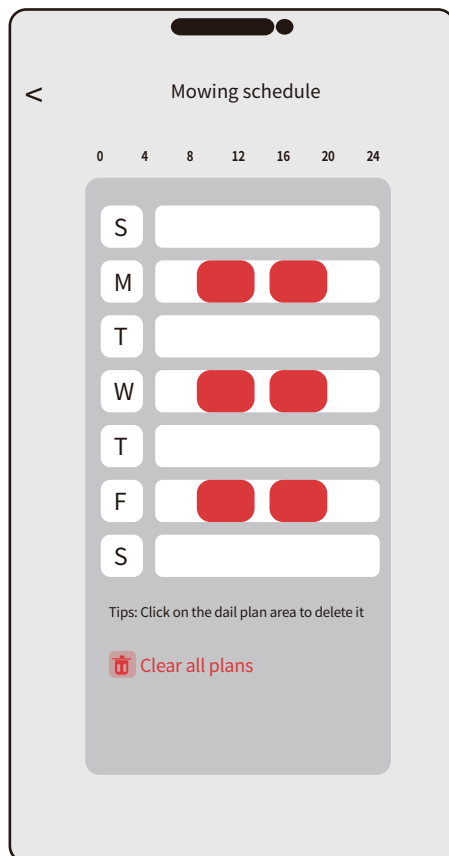 <
Mowing schedule
0 4 8 12 16 20 24
S
M
T
W
T
F
S
Tips: Click on the dail plan area to delete it
Clear all plans